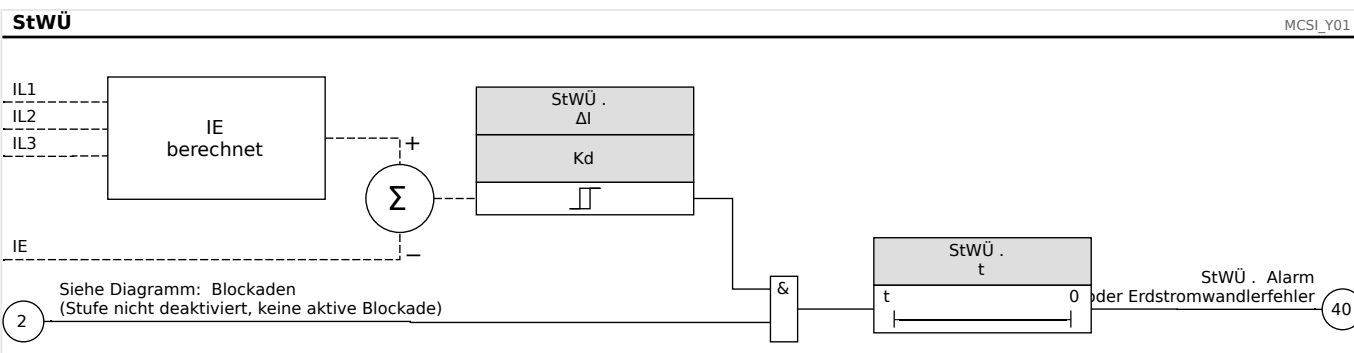 StWÜ
MCSI_Y01
IL1
IL2
IL3
IE
berechnet
+
Σ
−
IE
StWÜ .
ΔI
Kd
Siehe Diagramm: Blockaden
(Stufe nicht deaktiviert, keine aktive Blockade)
2
&
StWÜ .
t
t
0
StWÜ . Alarm
oder Erdstromwandlerfehler
40